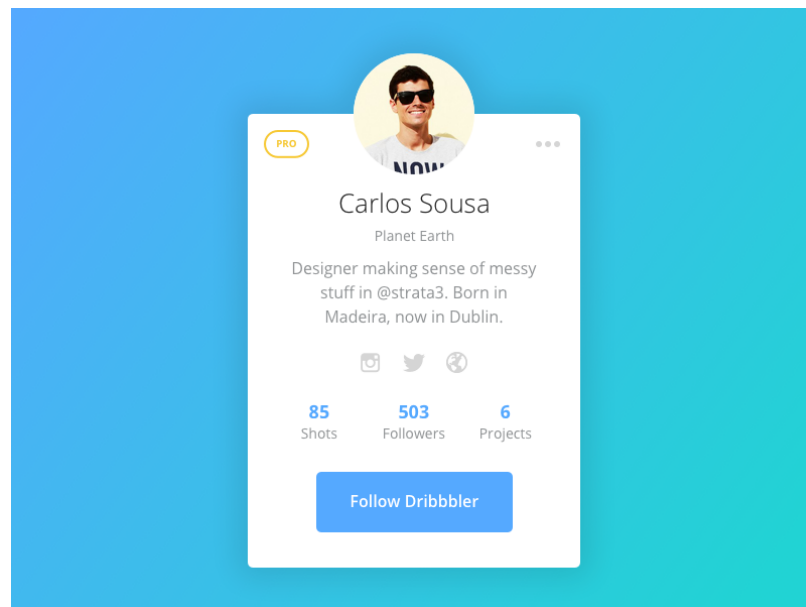 PRO
NOW
Carlos Sousa
Planet Earth
Designer making sense of messy
stuff in @strata3. Born in
Madeira, now in Dublin.
85
Shots
503
Followers
6
Projects
Follow Dribbbler